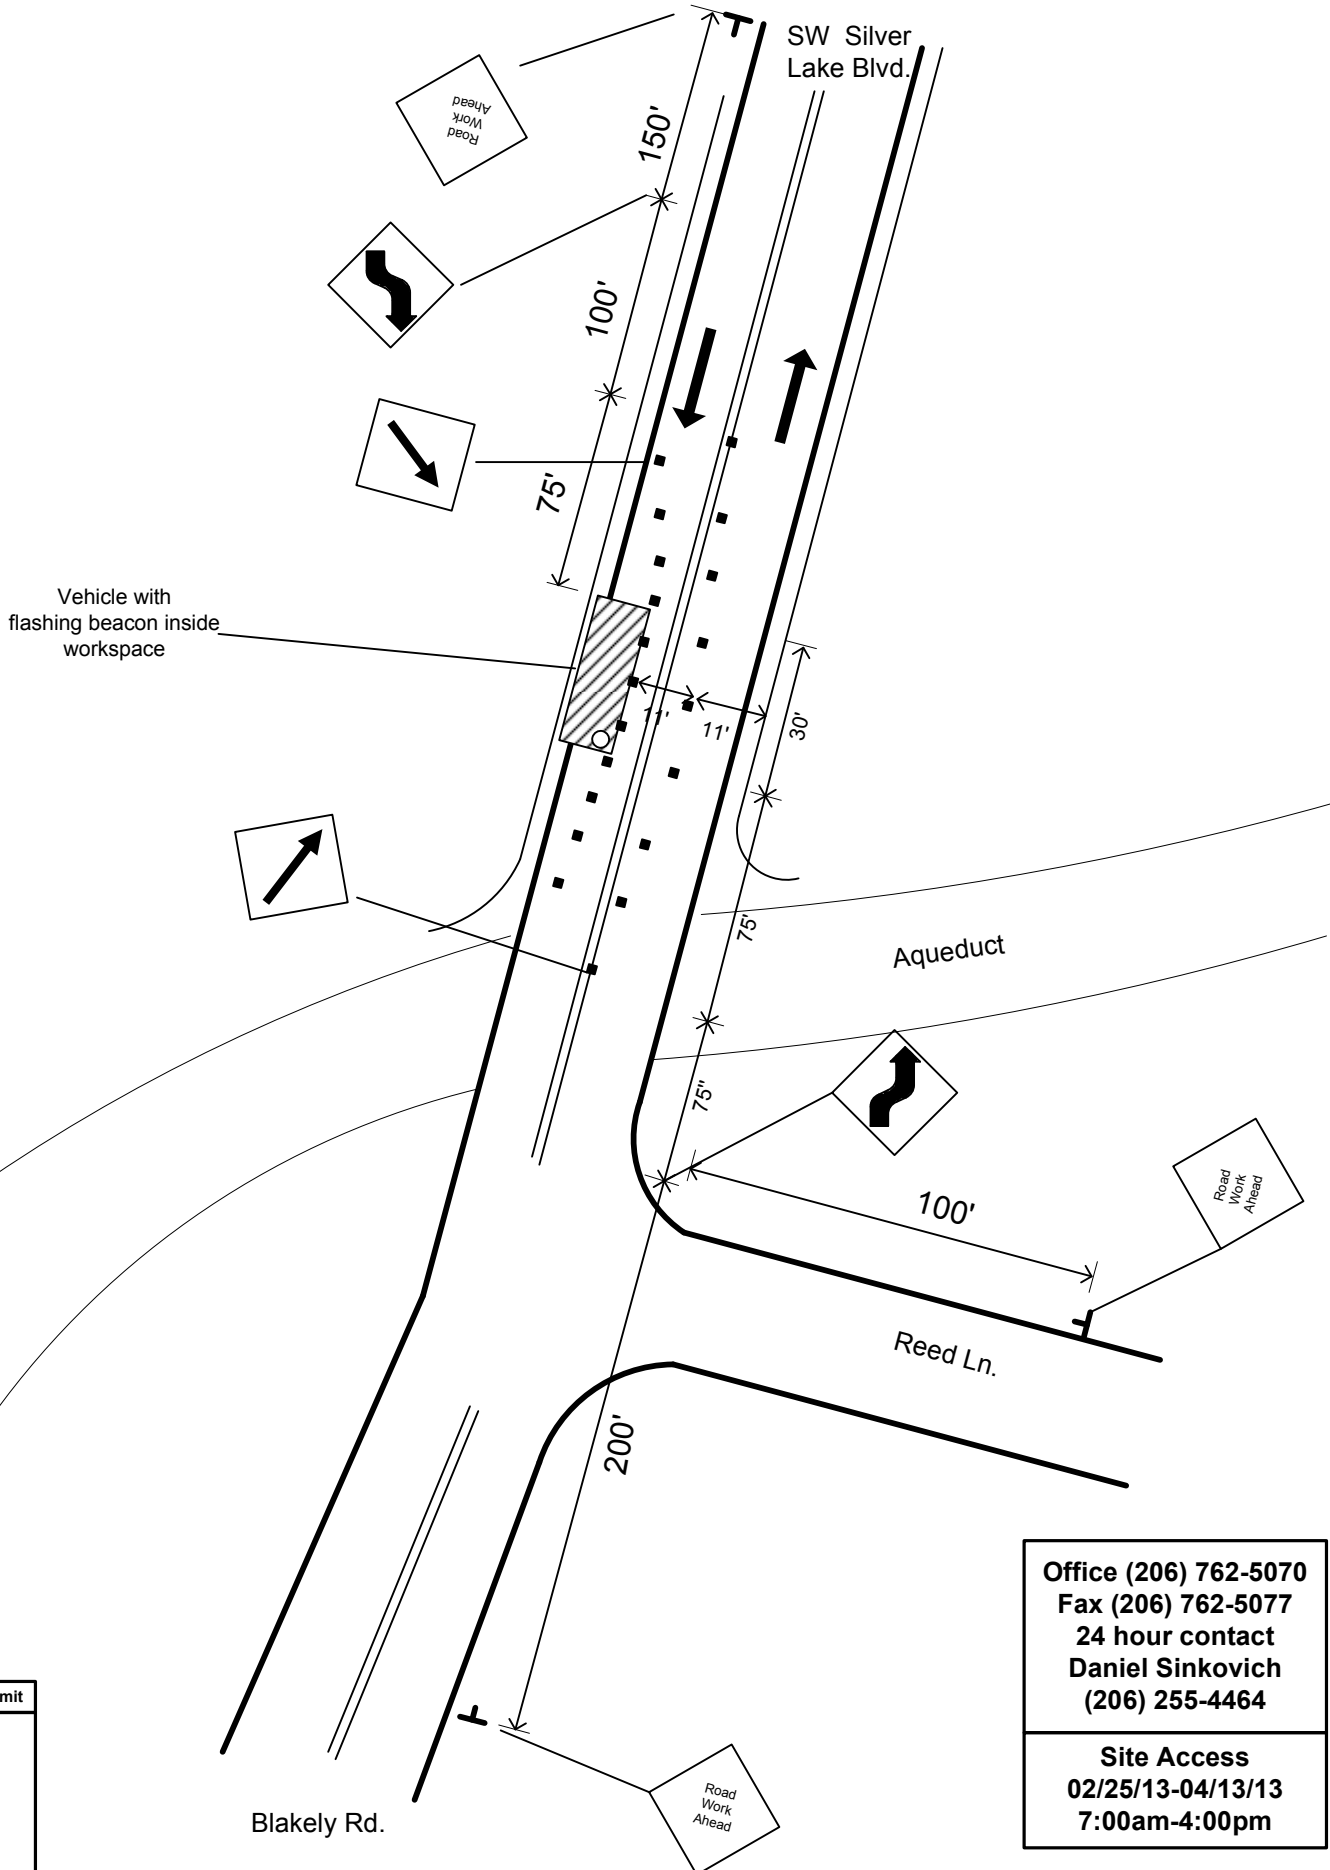 SW Silver
Lake Blvd.
Road
Work
Ahead
150'
100'
75'
Vehicle with
flashing beacon inside
workspace
11'
11'
30'
75'
Aqueduct
75"
100'
Road
Work
Ahead
Reed Ln.
200'
Road
Work
Ahead
Blakely Rd.
mit
Office (206) 762-5070
Fax (206) 762-5077
24 hour contact
Daniel Sinkovich
(206) 255-4464
Site Access
02/25/13-04/13/13
7:00am-4:00pm